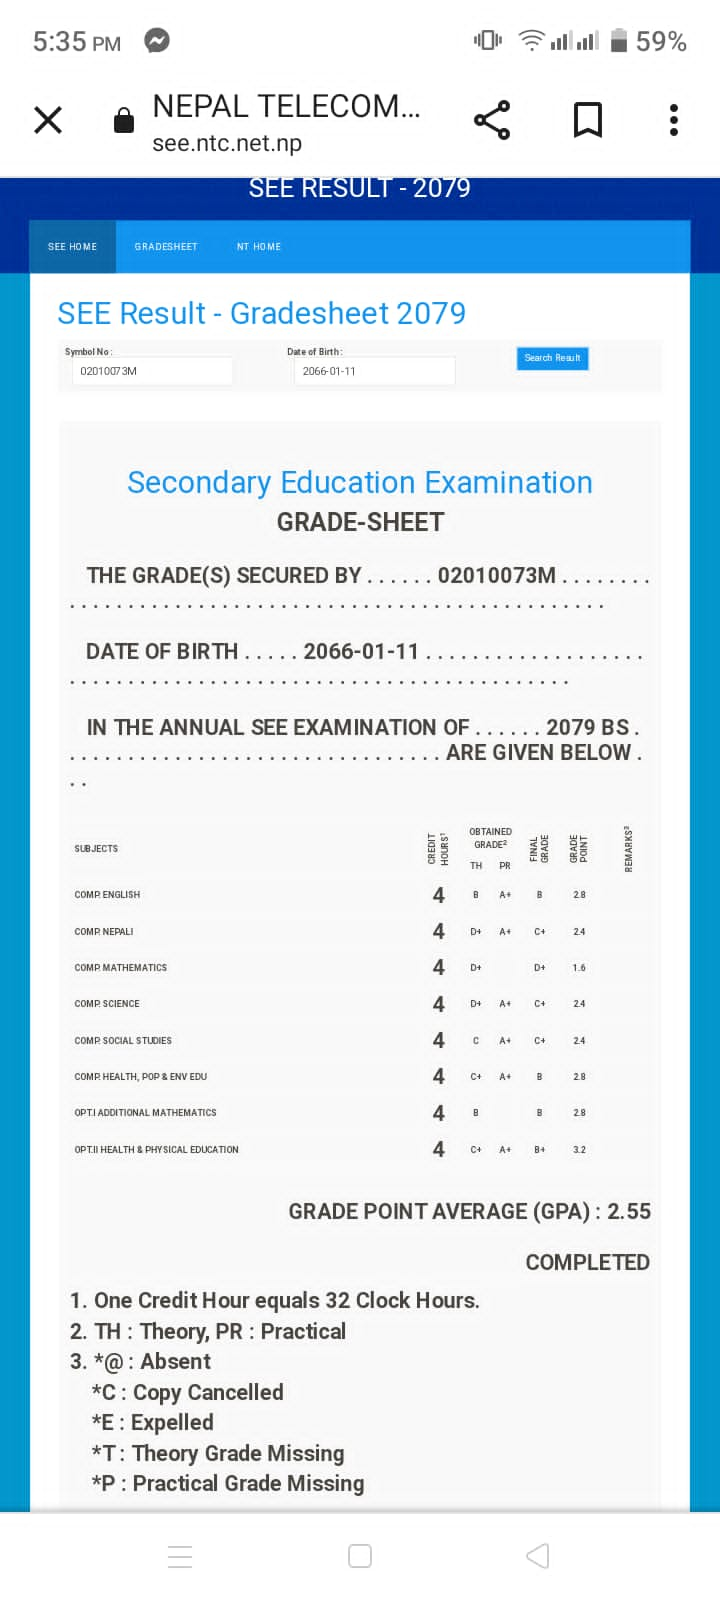 5:35 PM 59%
NEPAL TELECOM...
see.ntc.net.np
SEE RESULT - 2079
SEE HOME GRADESHEET NT HOME
SEE Result - Gradesheet 2079
Symbol No : Date of Birth :
02010073M 2066-01-11 Search Result
Secondary Education Examination
GRADE-SHEET
THE GRADE(S) SECURED BY . . . . . . 02010073M . . . . . . . .
. . . . . . . . . . . . . . . . . . . . . . . . . . . . . . . . . . . . . . . . . . . . . .
DATE OF BIRTH . . . . . 2066-01-11 . . . . . . . . . . . . . . . . . . .
. . . . . . . . . . . . . . . . . . . . . . . . . . . . . . . . . . . . . . . . . . .
IN THE ANNUAL SEE EXAMINATION OF . . . . . . 2079 BS .
. . . . . . . . . . . . . . . . . . . . . . . . . . . . . . . . ARE GIVEN BELOW .
. .
SUBJECTS CREDIT HOURS¹ OBTAINED GRADE² TH PR FINAL GRADE GRADE POINT REMARKS³
COMP. ENGLISH 4 B A+ B 2.8
COMP. NEPALI 4 D+ A+ C+ 2.4
COMP. MATHEMATICS 4 D+ D+ 1.6
COMP. SCIENCE 4 D+ A+ C+ 2.4
COMP. SOCIAL STUDIES 4 C A+ C+ 2.4
COMP. HEALTH, POP & ENV EDU 4 C+ A+ B 2.8
OPT.I ADDITIONAL MATHEMATICS 4 B B 2.8
OPT.II HEALTH & PHYSICAL EDUCATION 4 C+ A+ B+ 3.2
GRADE POINT AVERAGE (GPA) : 2.55
COMPLETED
1. One Credit Hour equals 32 Clock Hours.
2. TH : Theory, PR : Practical
3. *@ : Absent
*C : Copy Cancelled
*E : Expelled
*T : Theory Grade Missing
*P : Practical Grade Missing